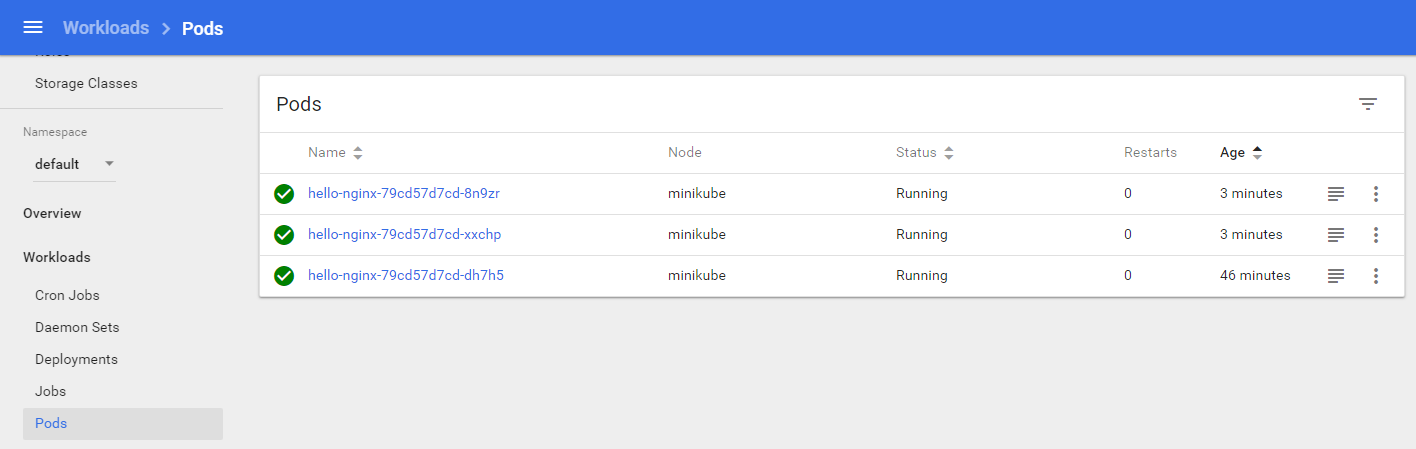 Workloads > Pods
Storage Classes
Namespace
default
Overview
Workloads
Cron Jobs
Daemon Sets
Deployments
Jobs
Pods
Pods
Name Node Status Restarts Age
hello-nginx-79cd57d7cd-8n9zr minikube Running 0 3 minutes
hello-nginx-79cd57d7cd-xxchp minikube Running 0 3 minutes
hello-nginx-79cd57d7cd-dh7h5 minikube Running 0 46 minutes